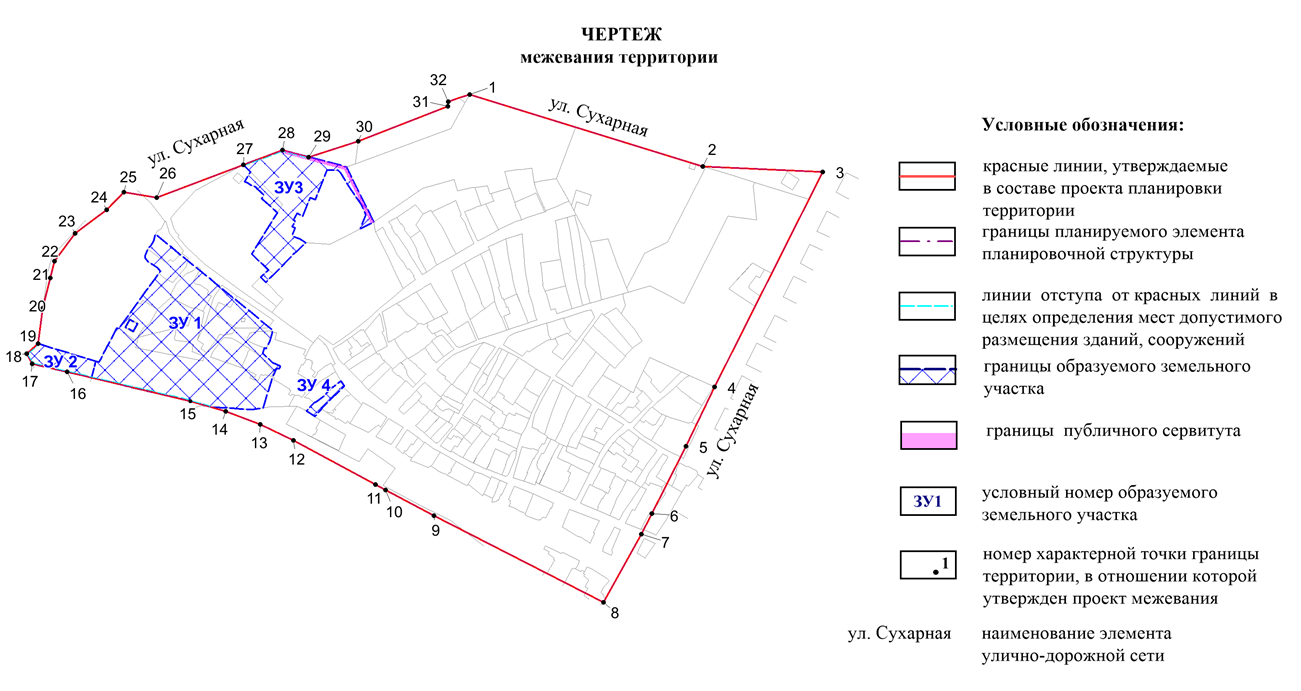 ЧЕРТЕЖ
межевания территории
32
1
31
ул. Сухарная
ул. Сухарная
30
28
29
2
27
3
25
26
ЗУ3
24
23
22
21
20
ЗУ 1
19
18
ЗУ 2
17
16
ЗУ 4
4
15
14
5
ул. Сухарная
13
12
11
10
9
6
7
8
Условные обозначения:
красные линии, утверждаемые
в составе проекта планировки
территории
границы планируемого элемента
планировочной структуры
линии отступа от красных линий в
целях определения мест допустимого
размещения зданий, сооружений
границы образуемого земельного
участка
границы публичного сервитута
ЗУ1
условный номер образуемого
земельного участка
1
номер характерной точки границы
территории, в отношении которой
утвержден проект межевания
ул. Сухарная
наименование элемента
улично-дорожной сети